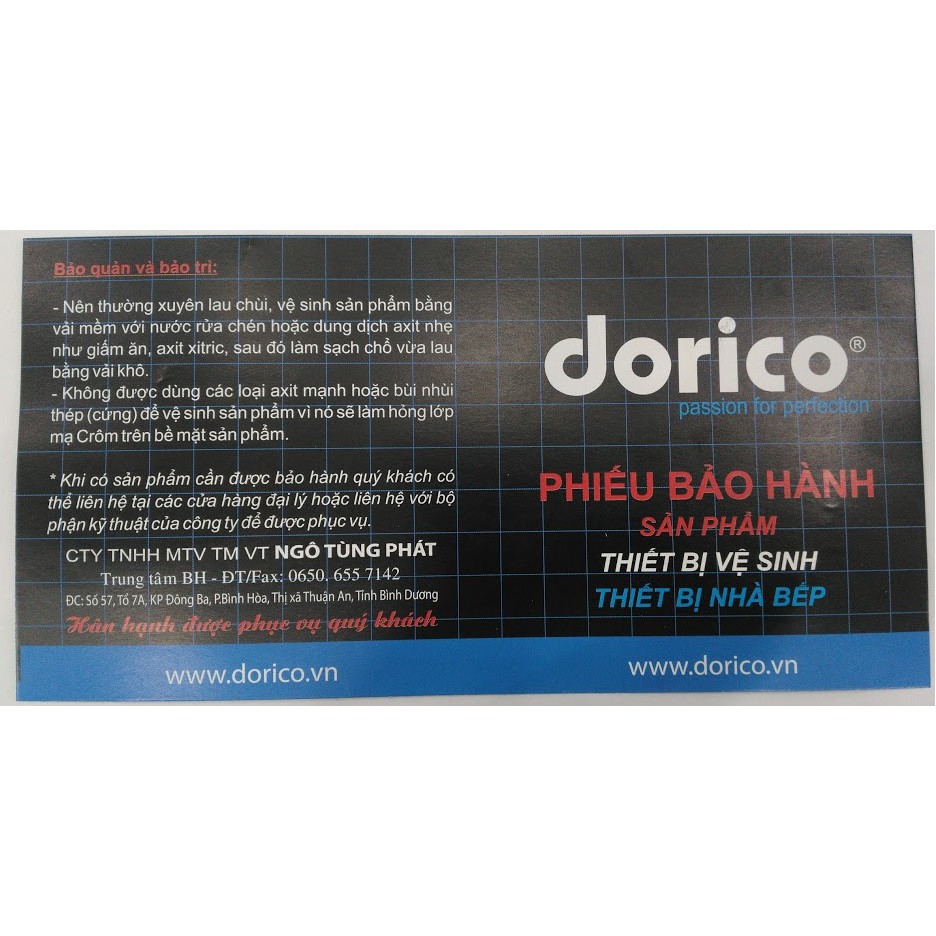 Bảo quản và bảo trì:
- Nên thường xuyên lau chùi, vệ sinh sản phẩm bằng
vải mềm với nước rửa chén hoặc dung dịch axit nhẹ
như giấm ăn, axit xitric, sau đó làm sạch chổ vừa lau
bằng vải khô.
- Không được dùng các loại axit mạnh hoặc bùi nhùi
thép (cứng) để vệ sinh sản phẩm vì nó sẽ làm hỏng lớp
mạ Crôm trên bề mặt sản phẩm.
* Khi có sản phẩm cần được bảo hành quý khách có
thể liên hệ tại các cửa hàng đại lý hoặc liên hệ với bộ
phận kỹ thuật của công ty để được phục vụ.
CTY TNHH MTV TM VT NGÔ TÙNG PHÁT
Trung tâm BH - ĐT/Fax: 0650. 655 7142
ĐC: Số 57, Tổ 7A, KP Đông Ba, P.Bình Hòa, Thị xã Thuận An, Tỉnh Bình Dương
Hân hạnh được phục vụ quý khách
www.dorico.vn
dorico®
passion for perfection
PHIẾU BẢO HÀNH
SẢN PHẨM
THIẾT BỊ VỆ SINH
THIẾT BỊ NHÀ BẾP
www.dorico.vn